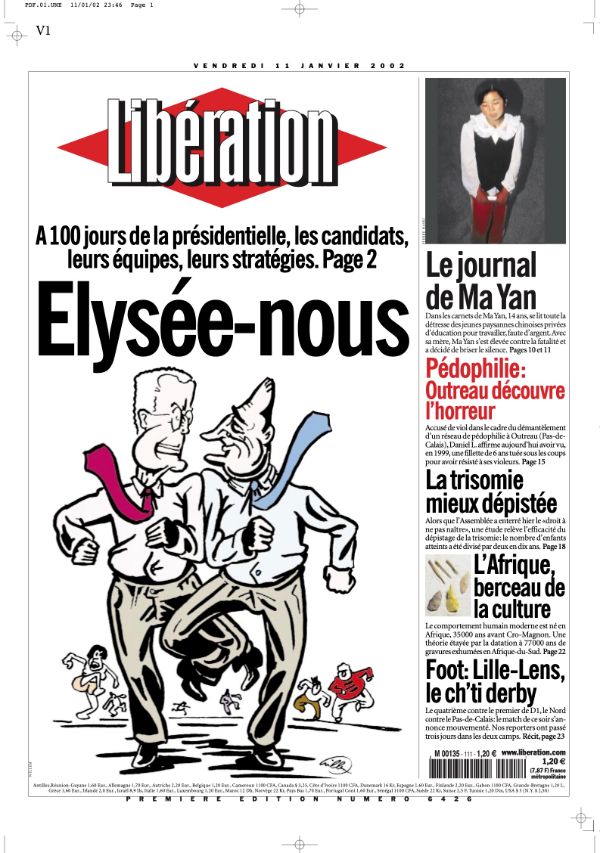 PDF.01.UNE 11/01/02 23:46 Page 1
V1
VENDREDI 11 JANVIER 2002
Libération
A 100 jours de la présidentielle, les candidats,
leurs équipes, leurs stratégies. Page 2
Elysée-nous
Le journal
de Ma Yan
Dans les carnets de Ma Yan, 14 ans, se lit toute la
détresse des jeunes paysannes chinoises privées
d'éducation pour travailler, faute d'argent. Avec
sa mère, Ma Yan s'est élevée contre la fatalité et
a décidé de briser le silence. Pages 10 et 11
Pédophilie:
Outreau découvre
l'horreur
Accusé de viol dans le cadre du démantèlement
d'un réseau de pédophilie à Outreau (Pas-de-
Calais), Daniel L. affirme aujourd'hui avoir vu,
en 1999, une fillette de 6 ans tuée sous les coups
pour avoir résisté à ses violeurs. Page 15
La trisomie
mieux dépistée
Alors que l'Assemblée a enterré hier le «droit à
ne pas naître», une étude relève l'efficacité du
dépistage de la trisomie: le nombre d'enfants
atteints a été divisé par deux en dix ans. Page 18
L'Afrique,
berceau de
la culture
Le comportement humain moderne est né en
Afrique, 35000 ans avant Cro-Magnon. Une
théorie étayée par la datation à 77000 ans de
gravures exhumées en Afrique-du-Sud. Page 22
Foot: Lille-Lens,
le ch'ti derby
Le quatrième contre le premier de D1, le Nord
contre le Pas-de-Calais: le match de ce soir s'an-
nonce mouvementé. Nos reporters ont passé
trois jours dans les deux camps. Récit, page 23
M 00135 - 111 - 1,20 €
www.liberation.com
1,20 €
(7,87 F) France
métropolitaine
Willem
PREMIERE EDITION NUMERO 6426